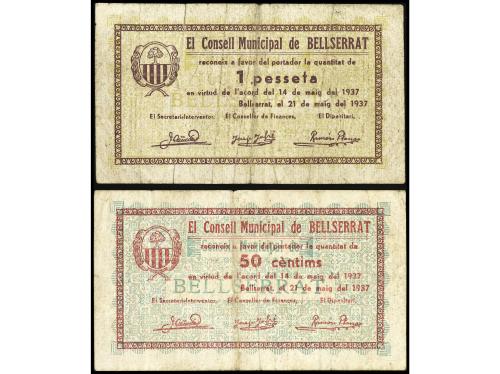 El Consell Municipal de BELLSERRAT
reconeix a favor del portador la quantitat de
1 pesseta
en virtud de l'acord del 14 de maig del 1937
Bellserrat, el 21 de maig del 1937
El Secretari-Interventor, El Conseller de Finances, El Dipositari,
El Consell Municipal de BELLSERRAT
reconeix a favor del portador la quantitat de
50 cèntims
en virtud de l'acord del 14 de maig del 1937
Bellserrat, el 21 de maig del 1937
El Secretari-Interventor, El Conseller de Finances, El Dipositari,